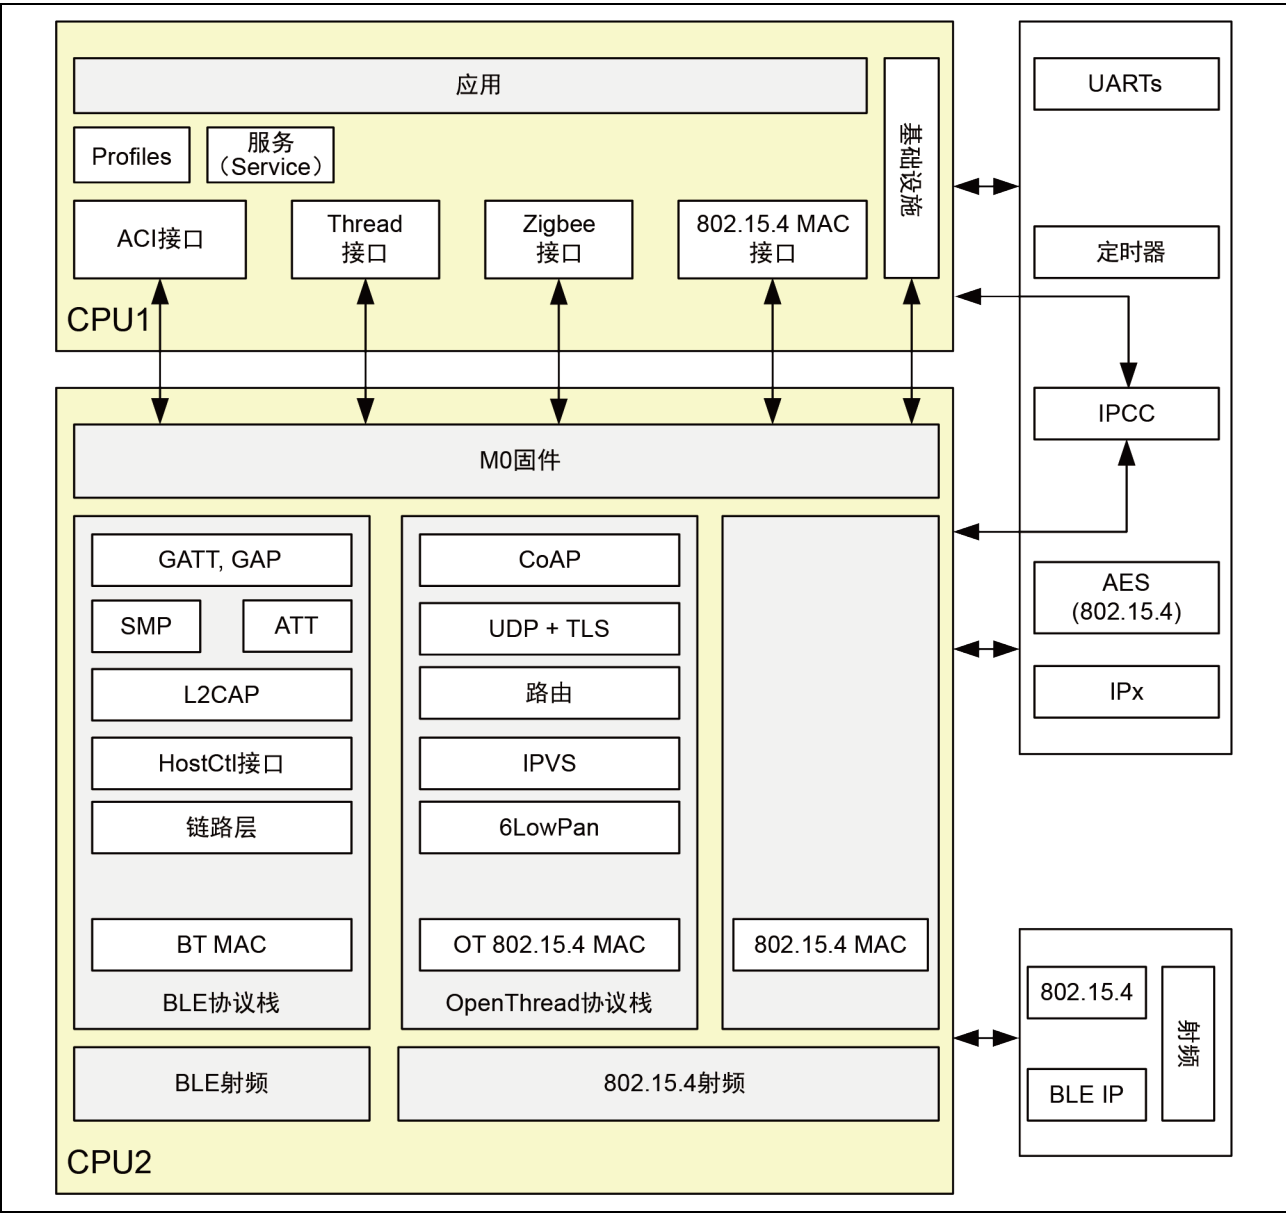 应用
基础设施
Profiles
服务
（Service）
ACI接口
Thread
接口
Zigbee
接口
802.15.4 MAC
接口
CPU1
UARTs
定时器
IPCC
AES
(802.15.4)
IPx
M0固件
GATT, GAP
SMP
ATT
L2CAP
HostCtl接口
链路层
BT MAC
BLE协议栈
CoAP
UDP + TLS
路由
IPVS
6LowPan
OT 802.15.4 MAC
OpenThread协议栈
802.15.4 MAC
BLE射频
802.15.4射频
CPU2
802.15.4
BLE IP
射频